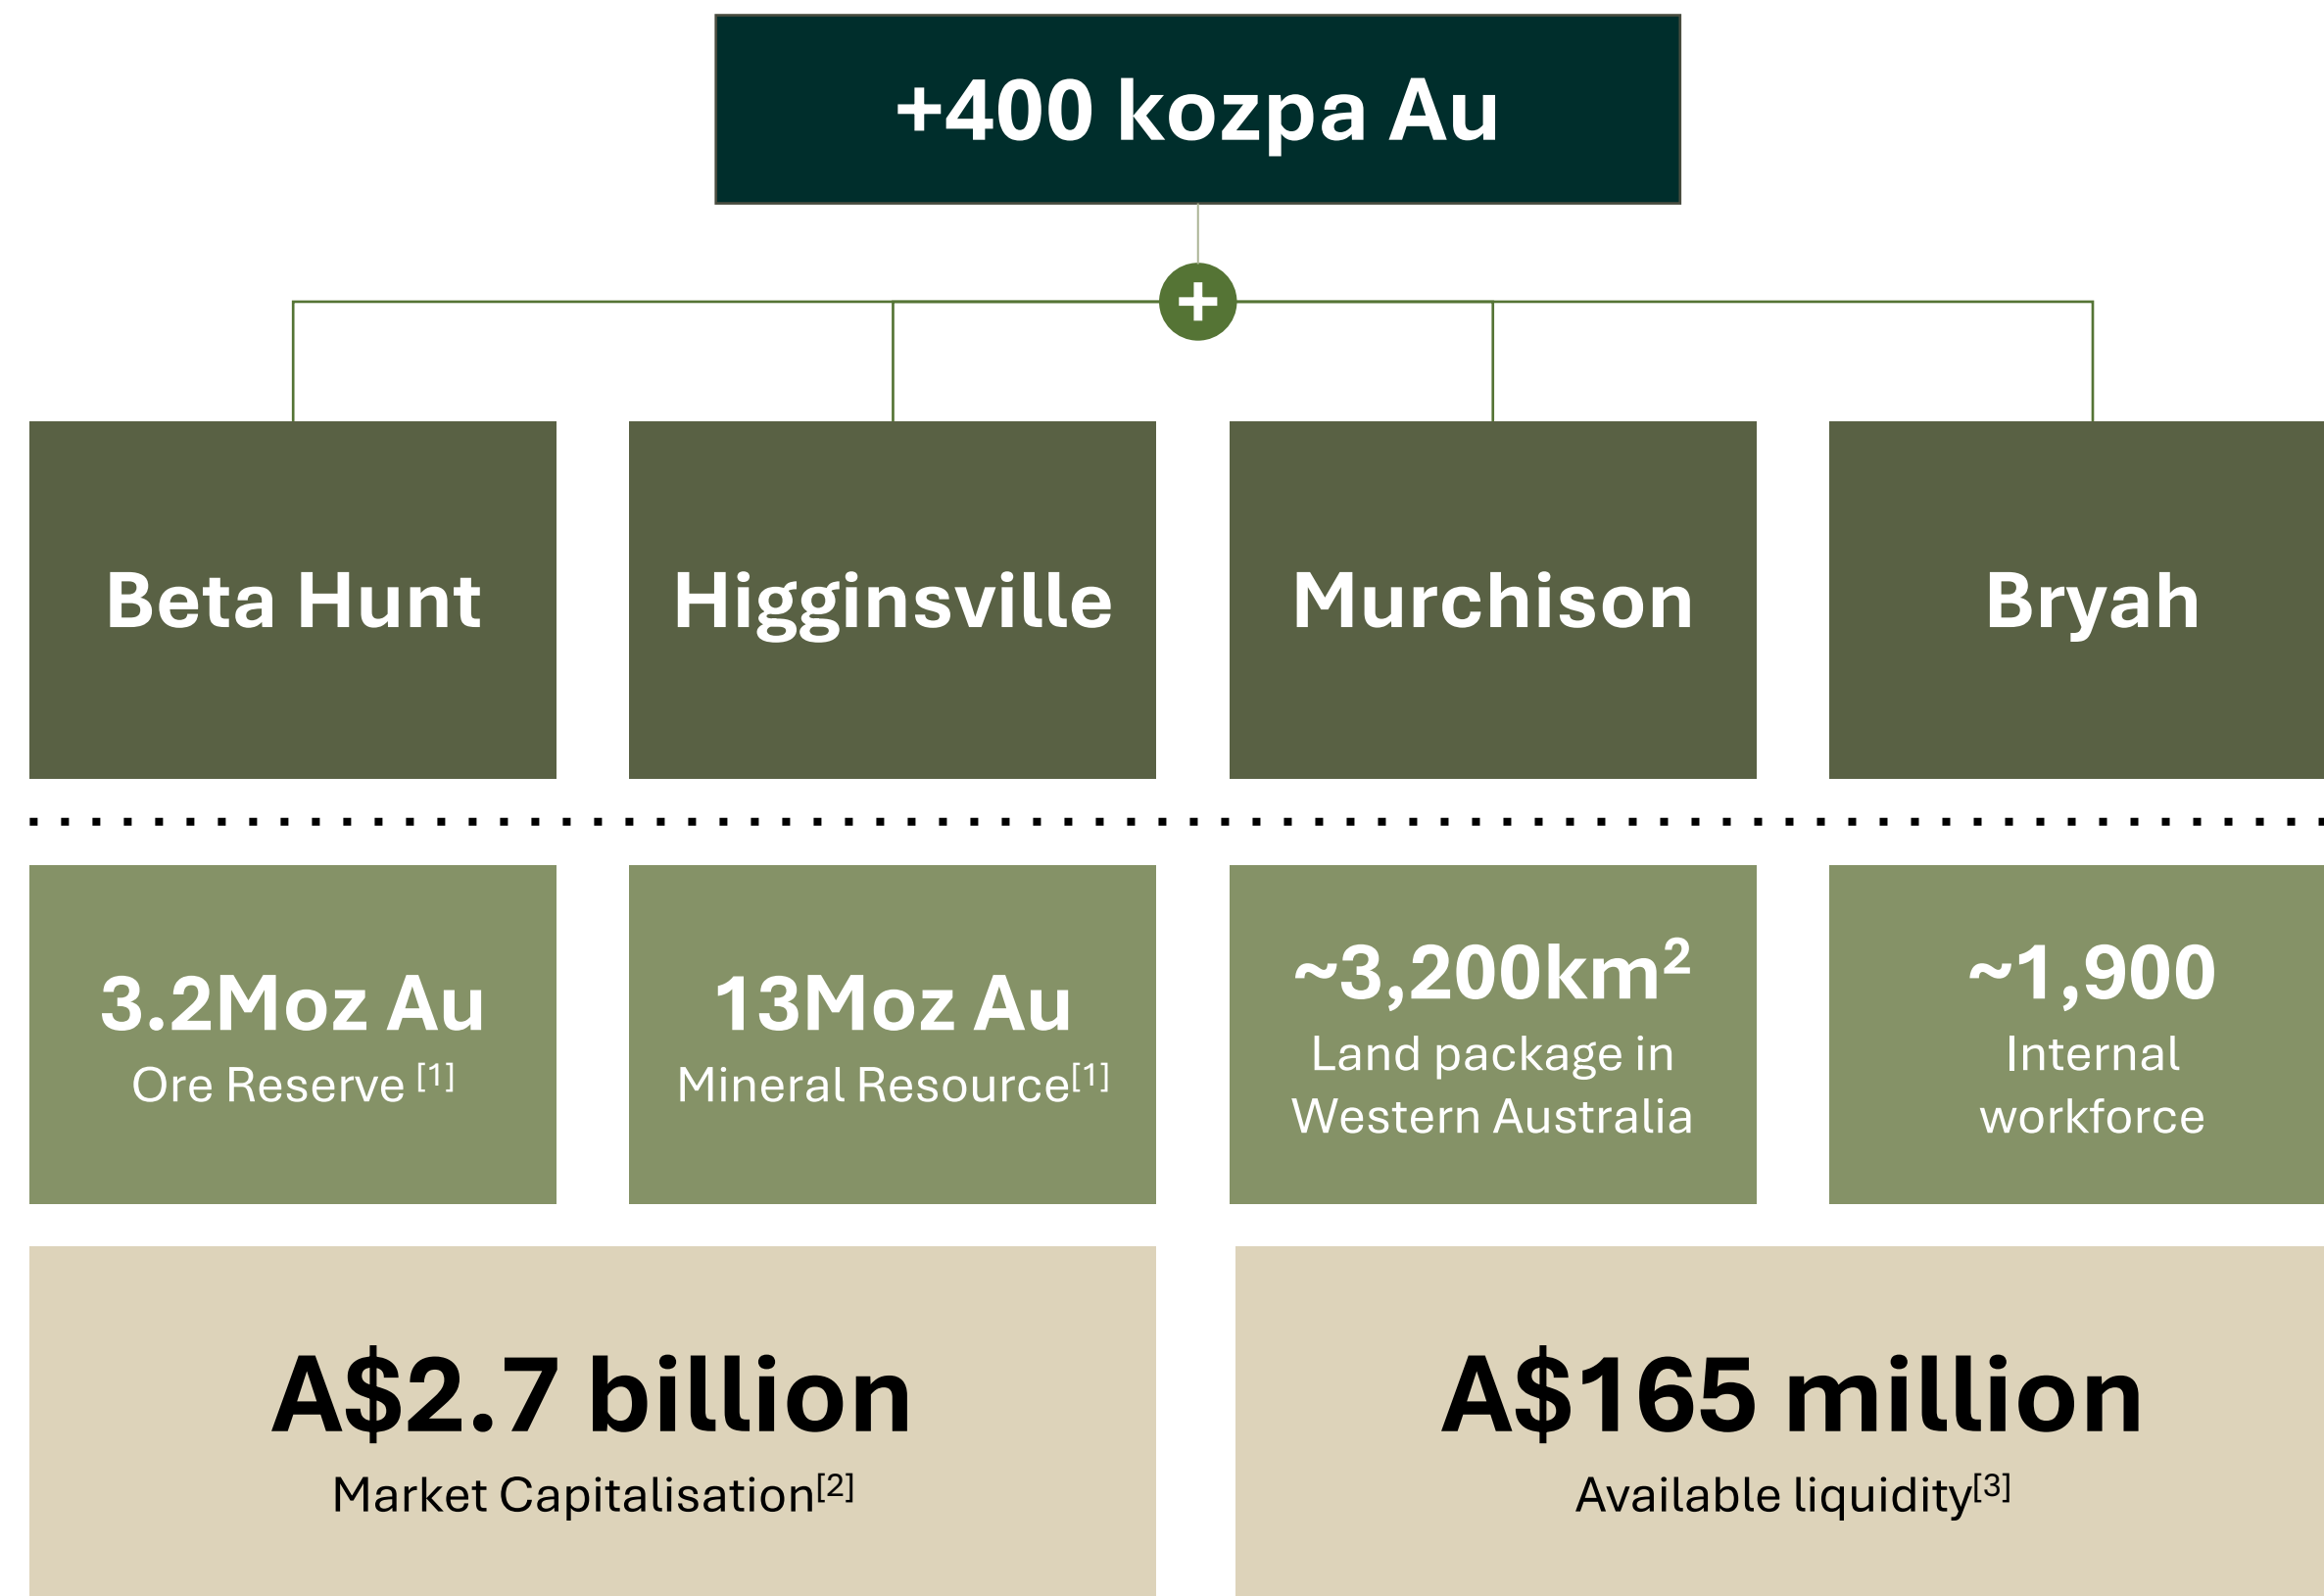 +400 kozpa Au
+
Beta Hunt
Higginsville
Murchison
Bryah
3.2Moz Au
Ore Reserve [1]
13Moz Au
Mineral Resource[1]
~3,200km²
Land package in
Western Australia
~1,900
Internal
workforce
A$2.7 billion
Market Capitalisation[2]
A$165 million
Available liquidity[3]